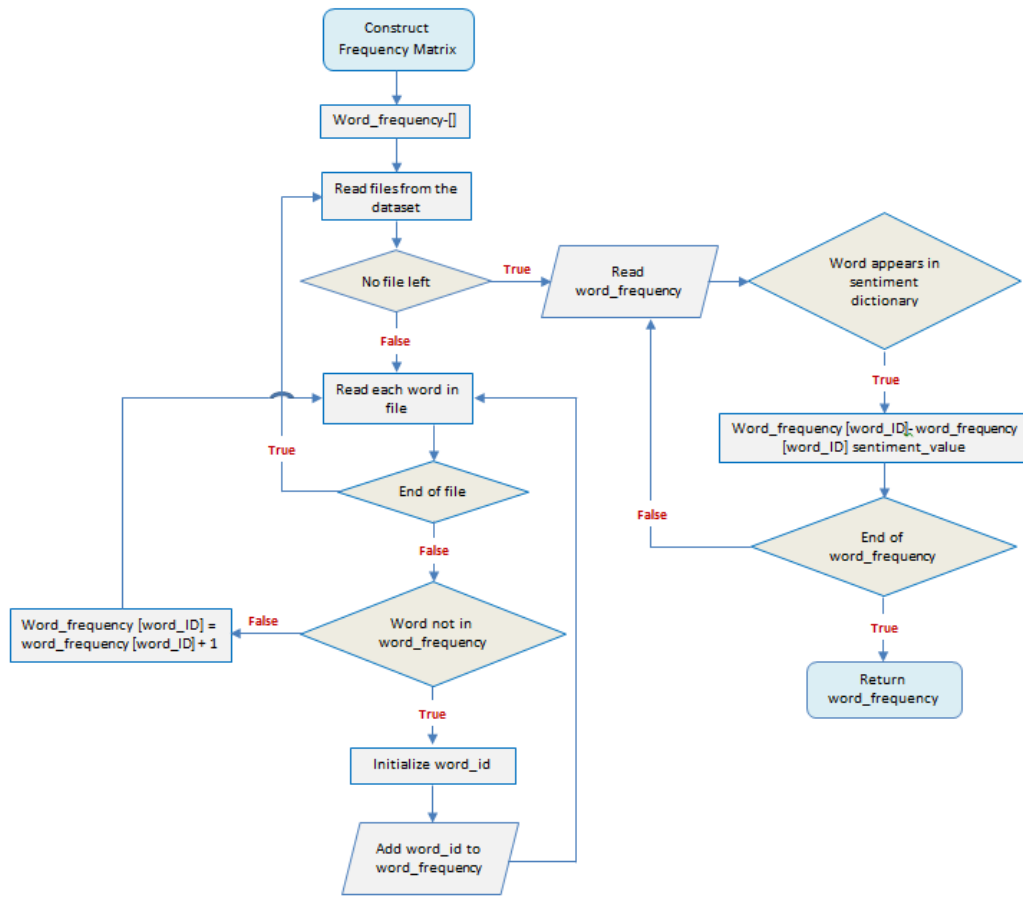 Construct
Frequency Matrix
Word_frequency-[]
Read files from the
dataset
No file left
True
Read
word_frequency
Word appears in
sentiment
dictionary
False
Read each word in
file
True
True
Word_frequency [word_ID]- word_frequency
[word_ID] sentiment_value
End of file
False
End of
word_frequency
False
Word_frequency [word_ID] =
word_frequency [word_ID] + 1
False
Word not in
word_frequency
True
Return
word_frequency
True
Initialize word_id
Add word_id to
word_frequency